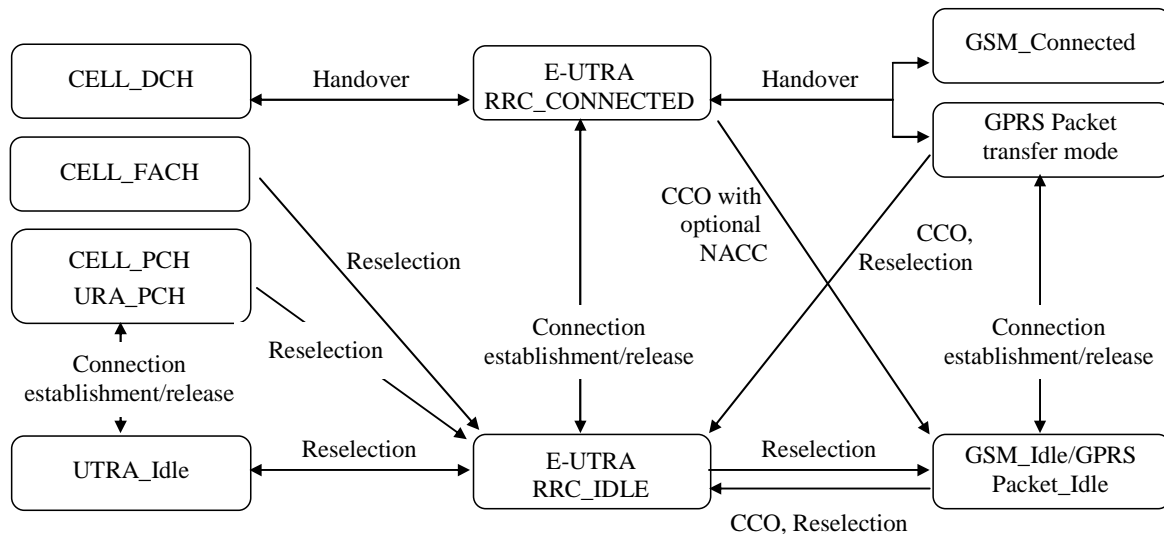 GSM_Connected
CELL_DCH
Handover
E-UTRA
RRC_CONNECTED
Handover
GPRS Packet
transfer mode
CELL_FACH
CCO with
optional
NACC
CCO,
Reselection
CELL_PCH
URA_PCH
Reselection
Reselection
Connection
establishment/release
Connection
establishment/release
Connection
establishment/release
UTRA_Idle
Reselection
E-UTRA
RRC_IDLE
Reselection
GSM_Idle/GPRS
Packet_Idle
CCO, Reselection